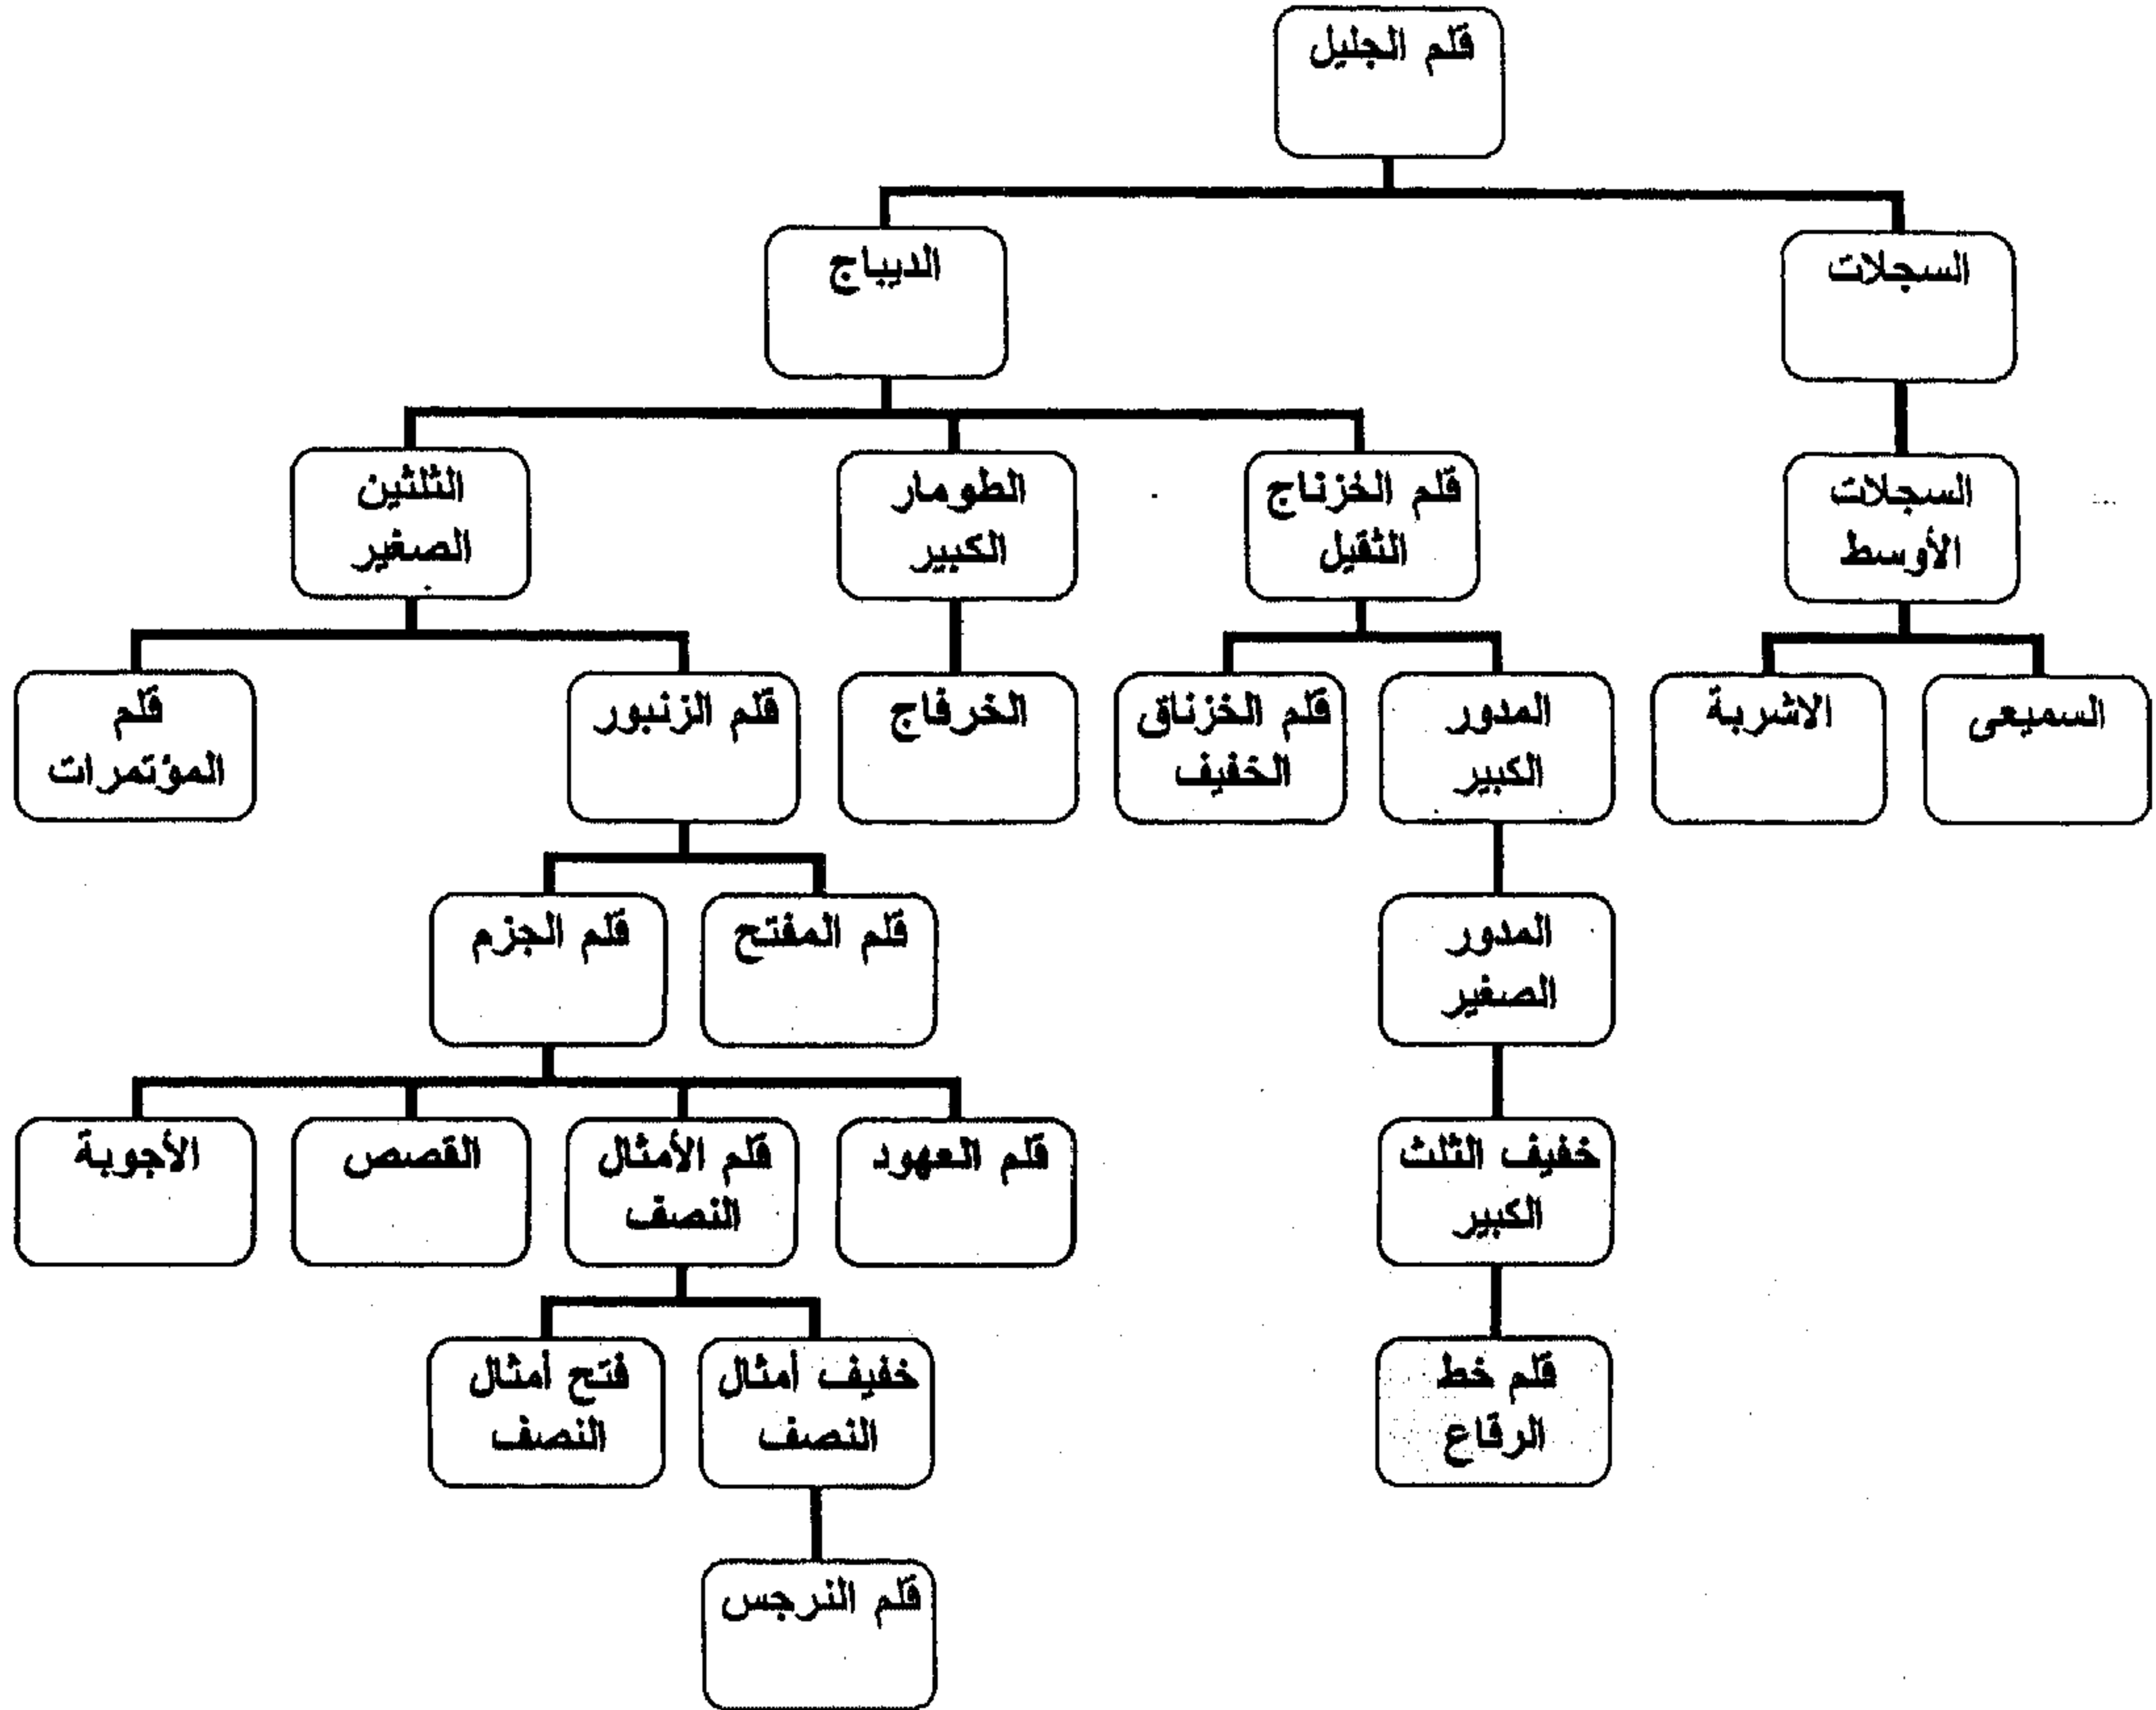 قلم الجليل
السجلات
الديباج
السجلات
الأوسط
قلم الخزناج
الثقيل
الطومار
الكبير
الثلثين
الصغير
السميعى
الاشربة
المدور
الكبير
قلم الخزناق
الخفيف
الخرفاج
قلم الزنبور
قلم
المؤتمرات
المدور
الصغير
قلم المفتح
قلم الجزم
خفيف الثلث
الكبير
قلم العهود
قلم الأمثال
النصف
القصص
الأجوبة
قلم خط
الرقاع
خفيف أمثال
النصف
فتح أمثال
النصف
قلم النرجس